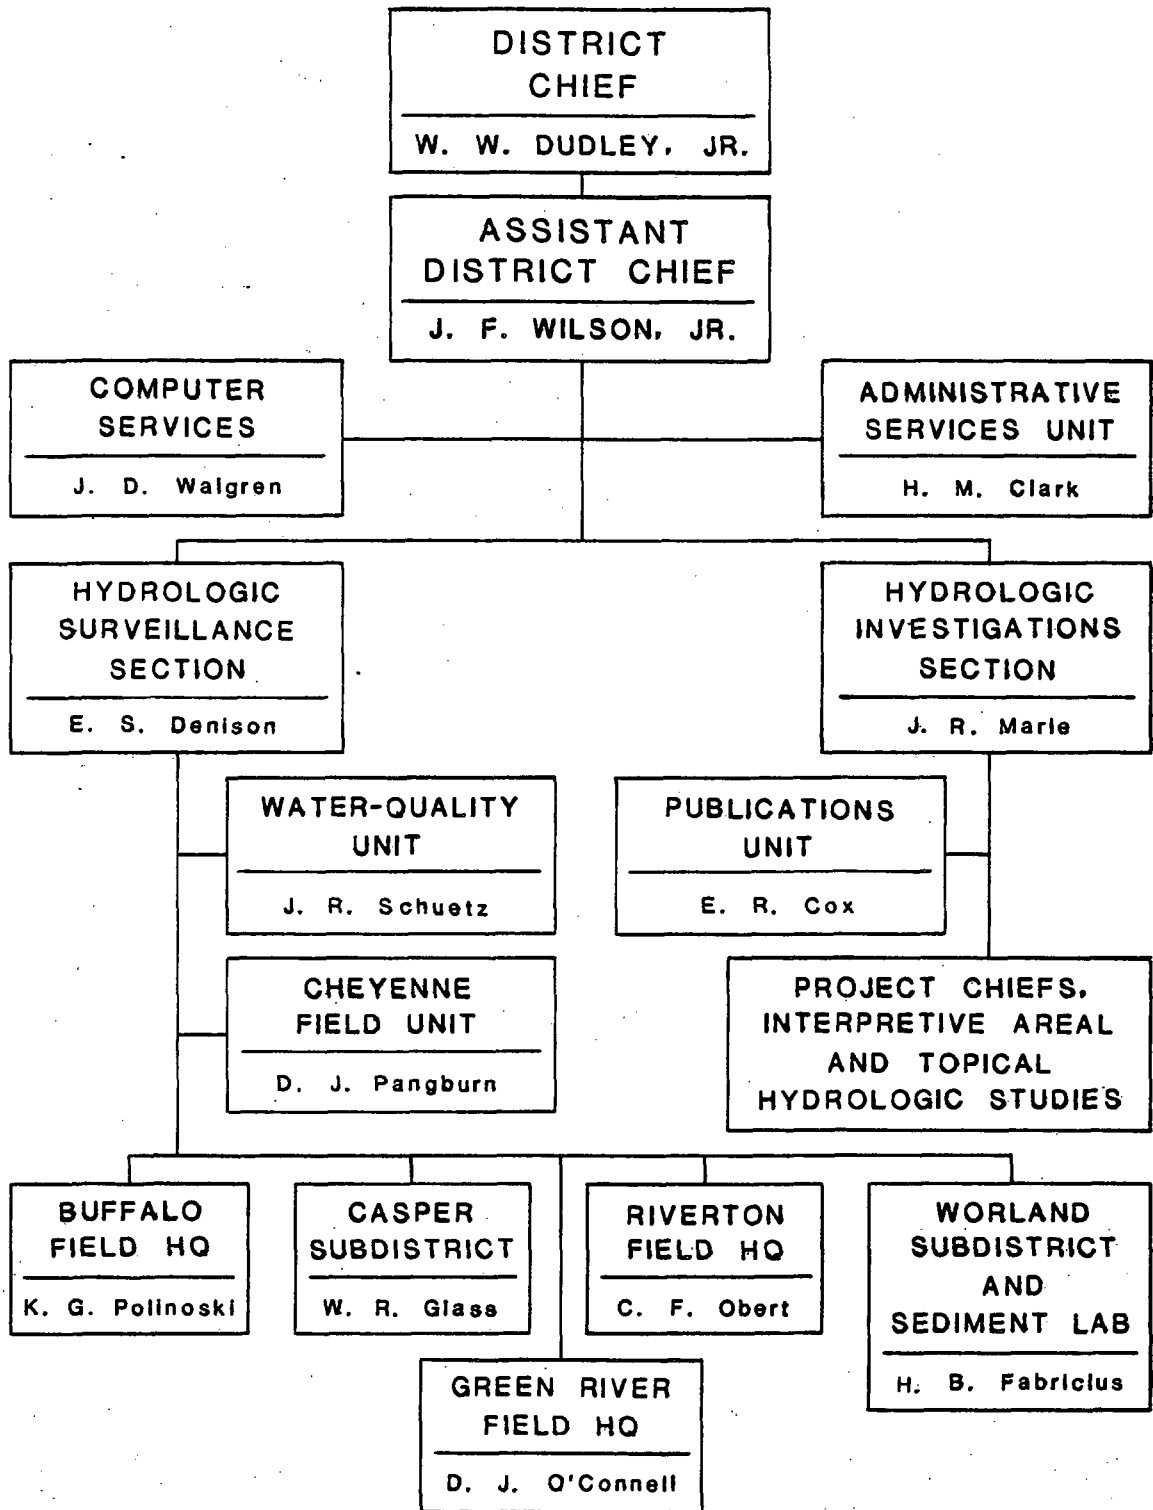 DISTRICT
CHIEF
W. W. DUDLEY, JR.
ASSISTANT
DISTRICT CHIEF
J. F. WILSON, JR.
COMPUTER
SERVICES
J. D. Walgren
ADMINISTRATIVE
SERVICES UNIT
H. M. Clark
HYDROLOGIC
SURVEILLANCE
SECTION
E. S. Denison
HYDROLOGIC
INVESTIGATIONS
SECTION
J. R. Marie
WATER-QUALITY
UNIT
J. R. Schuetz
PUBLICATIONS
UNIT
E. R. Cox
CHEYENNE
FIELD UNIT
D. J. Pangburn
PROJECT CHIEFS,
INTERPRETIVE AREAL
AND TOPICAL
HYDROLOGIC STUDIES
BUFFALO
FIELD HQ
K. G. Polinoski
CASPER
SUBDISTRICT
W. R. Glass
RIVERTON
FIELD HQ
C. F. Obert
WORLAND
SUBDISTRICT
AND
SEDIMENT LAB
H. B. Fabricius
GREEN RIVER
FIELD HQ
D. J. O'Connell